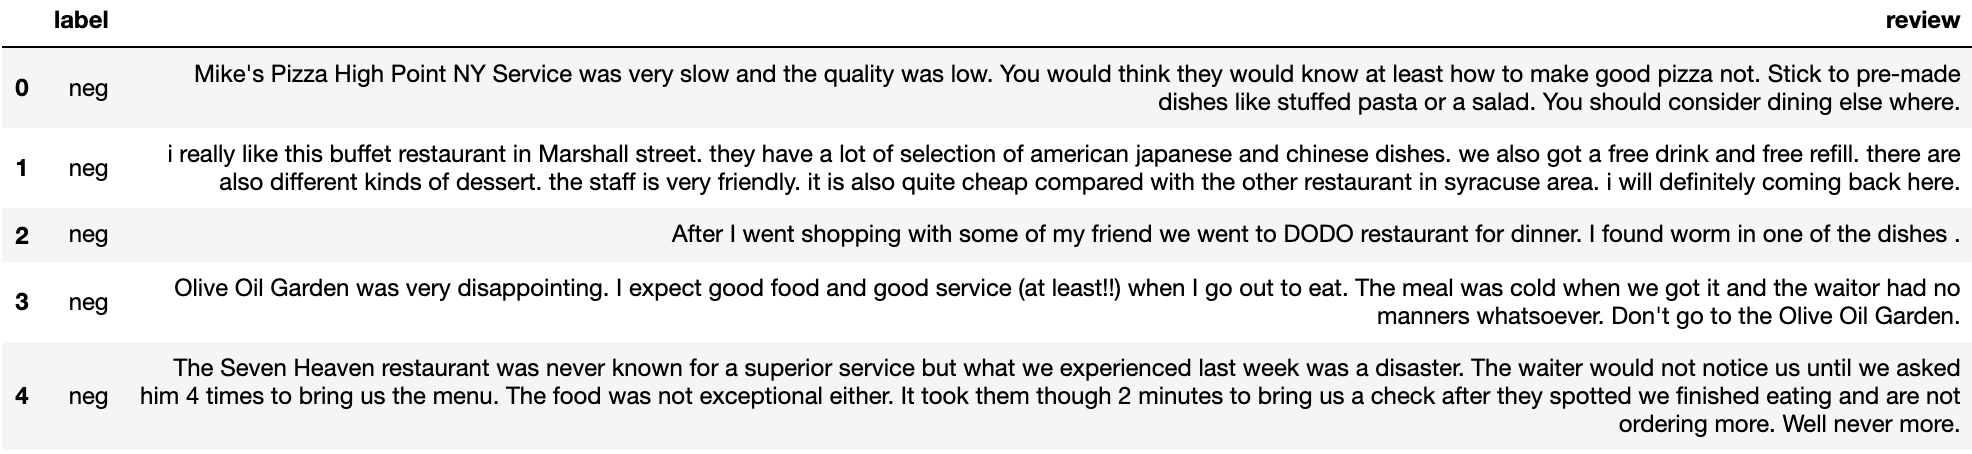 label review
0 neg Mike's Pizza High Point NY Service was very slow and the quality was low. You would think they would know at least how to make good pizza not. Stick to pre-made
dishes like stuffed pasta or a salad. You should consider dining else where.
1 neg i really like this buffet restaurant in Marshall street. they have a lot of selection of american japanese and chinese dishes. we also got a free drink and free refill. there are
also different kinds of dessert. the staff is very friendly. it is also quite cheap compared with the other restaurant in syracuse area. i will definitely coming back here.
2 neg After I went shopping with some of my friend we went to DODO restaurant for dinner. I found worm in one of the dishes .
3 neg Olive Oil Garden was very disappointing. I expect good food and good service (at least!!) when I go out to eat. The meal was cold when we got it and the waitor had no
manners whatsoever. Don't go to the Olive Oil Garden.
4 neg The Seven Heaven restaurant was never known for a superior service but what we experienced last week was a disaster. The waiter would not notice us until we asked
him 4 times to bring us the menu. The food was not exceptional either. It took them though 2 minutes to bring us a check after they spotted we finished eating and are not
ordering more. Well never more.